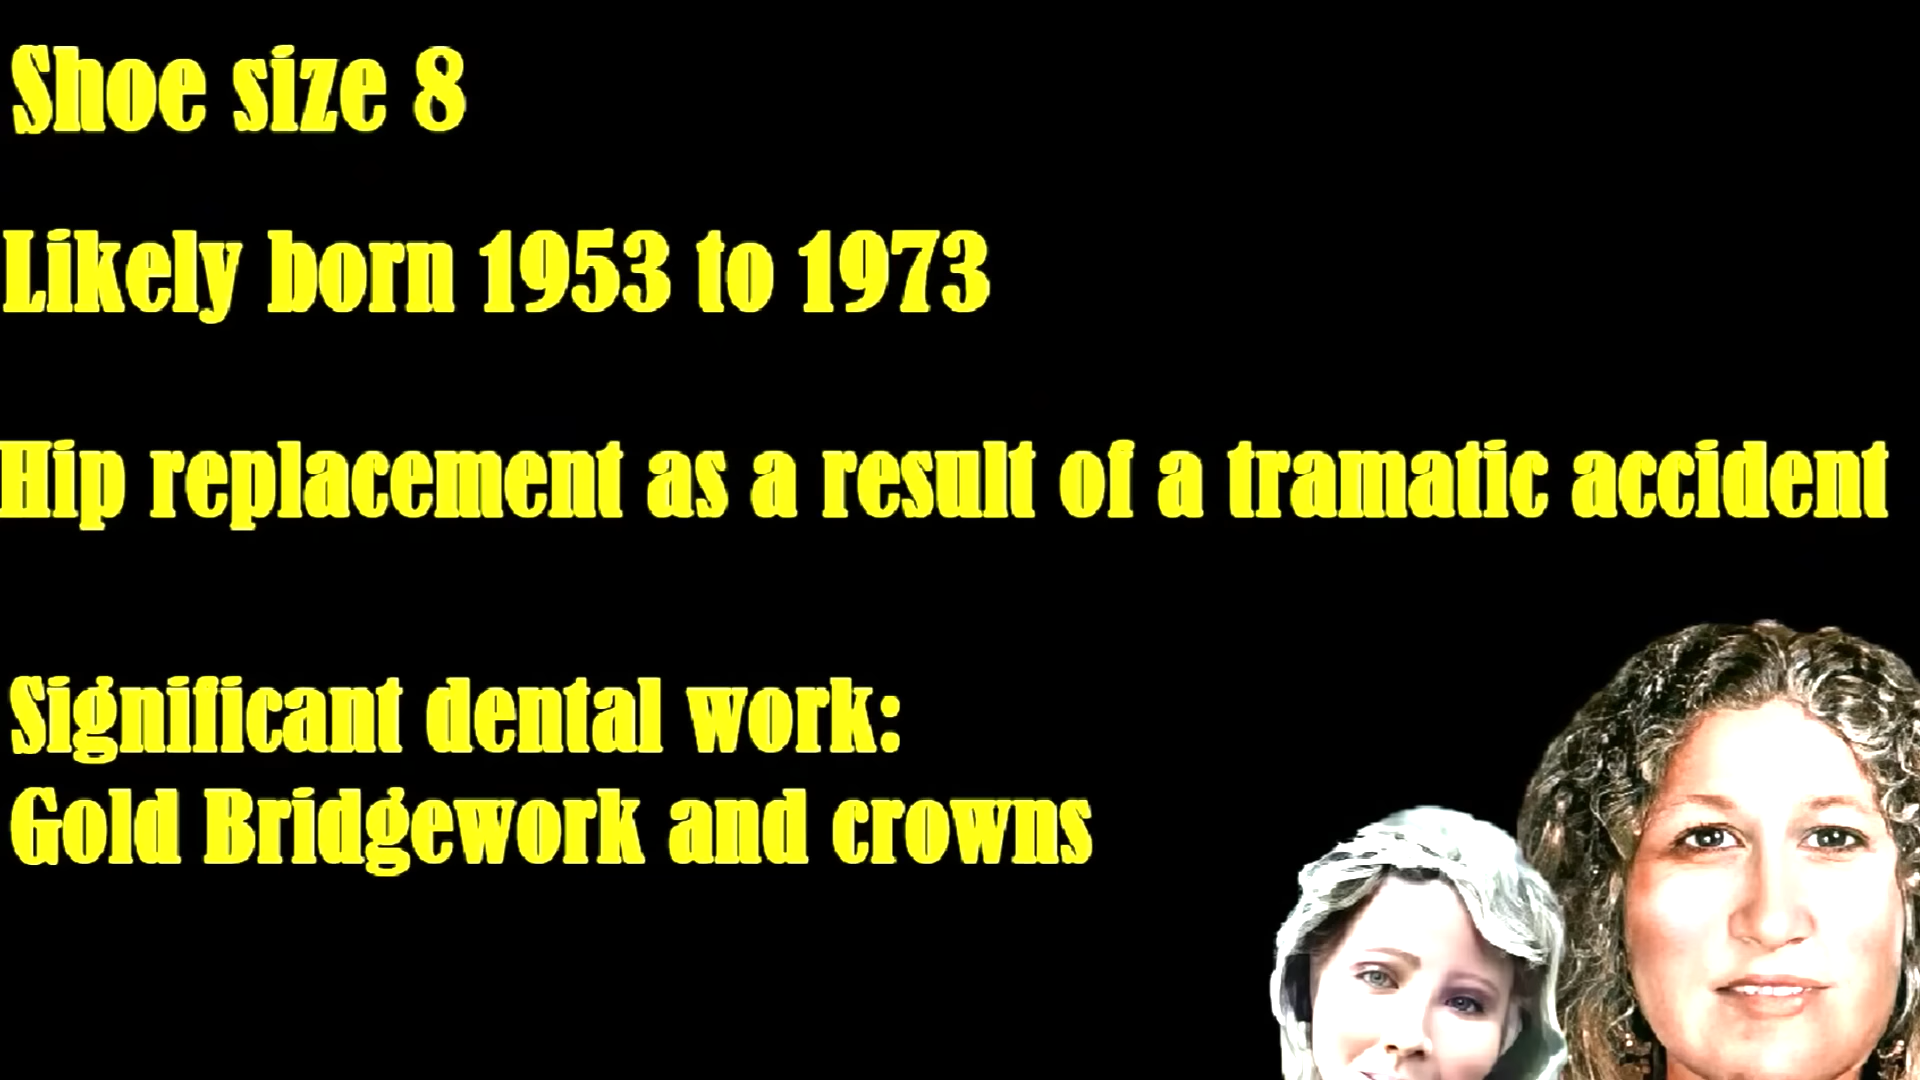 Shoe size 8
Likely born 1953 to 1973
Hip replacement as a result of a tramatic accident
Significant dental work:
Gold Bridgework and crowns